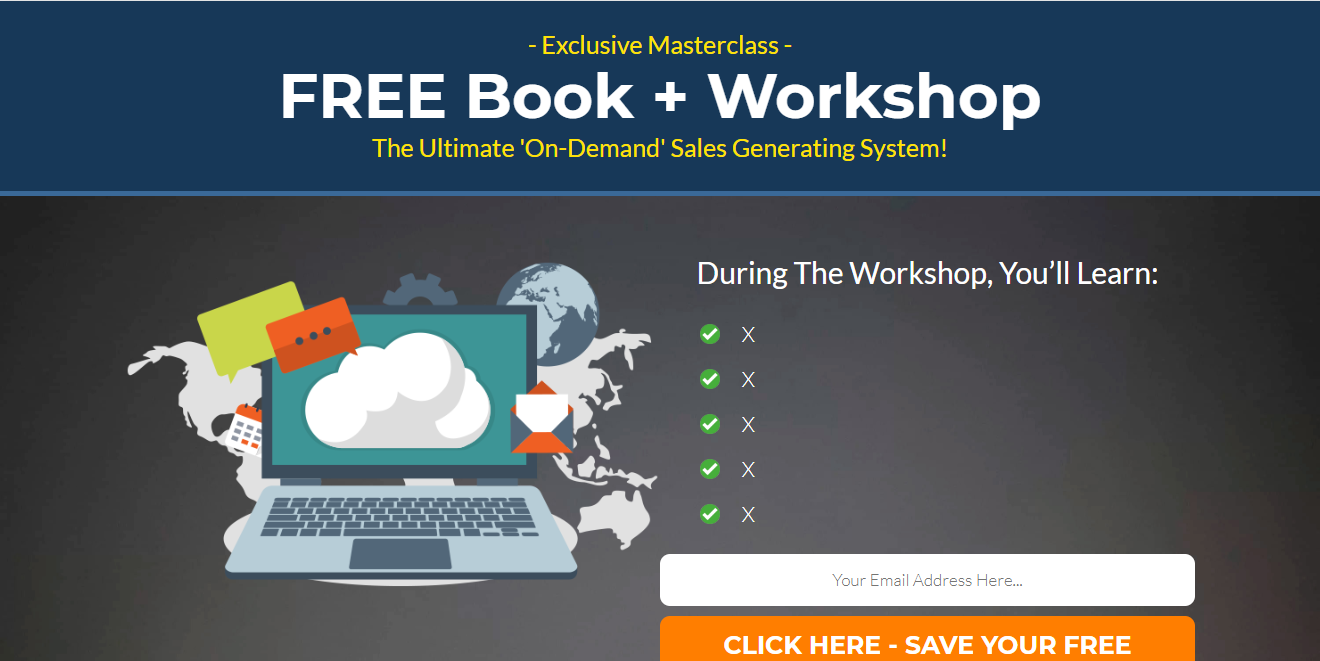 - Exclusive Masterclass -
FREE Book + Workshop
The Ultimate 'On-Demand' Sales Generating System!
During The Workshop, You’ll Learn:
X
X
X
X
X
Your Email Address Here...
CLICK HERE - SAVE YOUR FREE